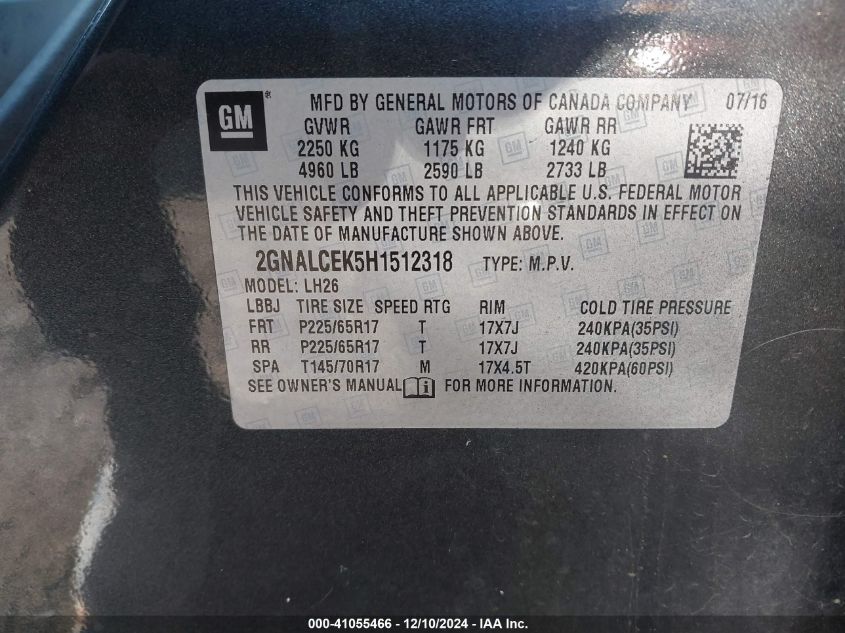 GM ® MFD BY GENERAL MOTORS OF CANADA COMPANY 07/16
GVWR GAWR FRT GAWR RR
2250 KG 1175 KG 1240 KG
4960 LB 2590 LB 2733 LB
THIS VEHICLE CONFORMS TO ALL APPLICABLE U.S. FEDERAL MOTOR
VEHICLE SAFETY AND THEFT PREVENTION STANDARDS IN EFFECT ON
THE DATE OF MANUFACTURE SHOWN ABOVE.
2GNALCEK5H1512318 TYPE: M.P.V.
MODEL: LH26
LBBJ TIRE SIZE SPEED RTG RIM COLD TIRE PRESSURE
FRT P225/65R17 T 17X7J 240KPA(35PSI)
RR P225/65R17 T 17X7J 240KPA(35PSI)
SPA T145/70R17 M 17X4.5T 420KPA(60PSI)
SEE OWNER'S MANUAL FOR MORE INFORMATION.
000-41055466 - 12/10/2024 - IAA Inc.